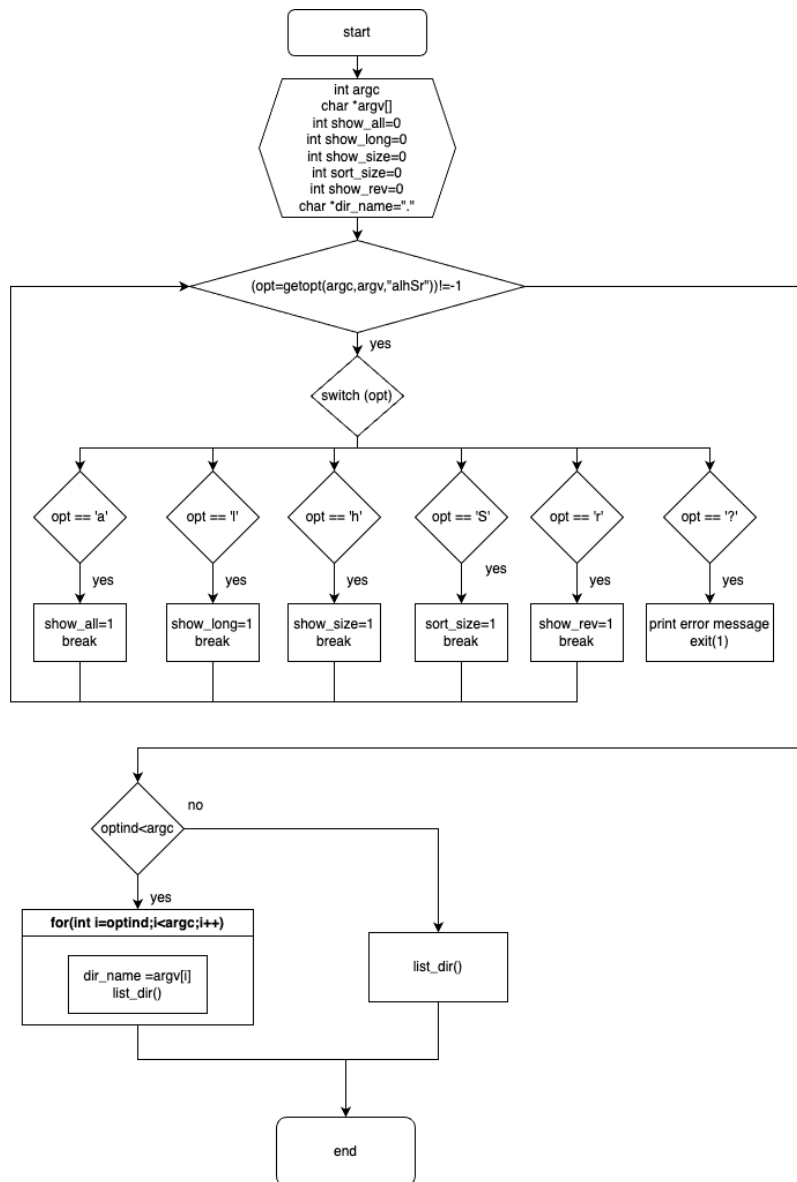 start
int argc
char *argv[]
int show_all=0
int show_long=0
int show_size=0
int sort_size=0
int show_rev=0
char *dir_name="."
(opt=getopt(argc,argv,"alhSr"))!=-1
yes
switch (opt)
opt == 'a'
opt == 'l'
opt == 'h'
opt == 'S'
opt == 'r'
opt == '?'
yes
yes
yes
yes
yes
yes
show_all=1
break
show_long=1
break
show_size=1
break
sort_size=1
break
show_rev=1
break
print error message
exit(1)
optind<argc
no
yes
for(int i=optind;i<argc;i++)
dir_name =argv[i]
list_dir()
list_dir()
end